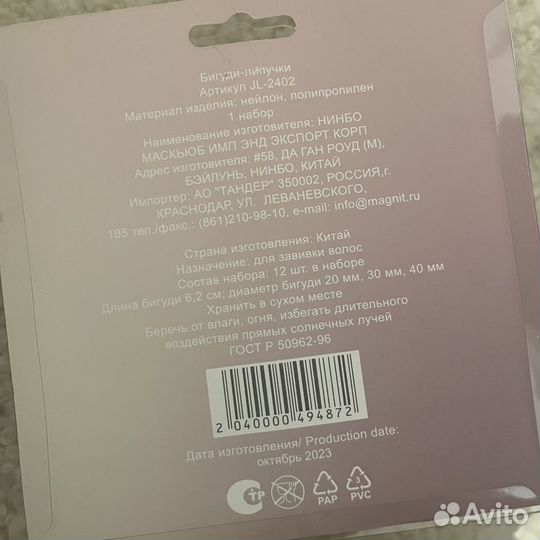 Бигуди-липучки
Артикул JL-2402
Материал изделия: нейлон, полипропилен
1 набор
Наименование изготовителя: НИНБО
МАСКЬЮБ ИМП ЭНД ЭКСПОРТ КОРП
Адрес изготовителя: #58, ДА ГАН РОУД (М),
БЭЙЛУНЬ, НИНБО, КИТАЙ
Импортер: АО "ТАНДЕР" 350002, РОССИЯ,г.
КРАСНОДАР, УЛ. ЛЕВАНЕВСКОГО,
185 тел./факс.: (861)210-98-10, e-mail: info@magnit.ru
Страна изготовления: Китай
Назначение: для завивки волос
Состав набора: 12 шт. в наборе
Длина бигуди 6,2 см; диаметр бигуди 20 мм, 30 мм, 40 мм
Хранить в сухом месте
Беречь от влаги, огня, избегать длительного
воздействия прямых солнечных лучей
ГОСТ Р 50962-96
2 040000 494872
Дата изготовления/ Production date:
октябрь 2023
СТР
3
PAP PVC
Avito